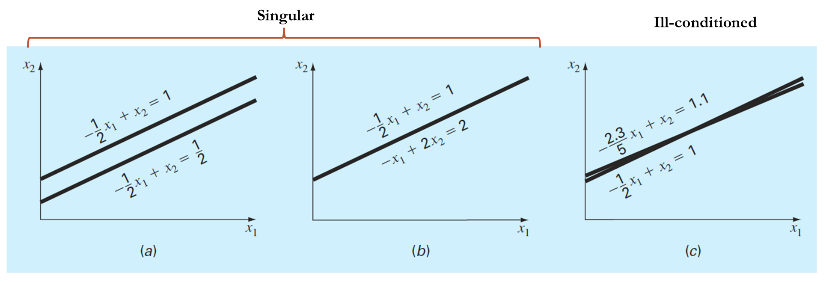 Singular
Ill-conditioned
x₂
-1/2 x₁ + x₂ = 1
-1/2 x₁ + x₂ = 1/2
x₁
(a)
x₂
-1/2 x₁ + x₂ = 1
-x₁ + 2x₂ = 2
x₁
(b)
x₂
-2.3/5 x₁ + x₂ = 1.1
-1/2 x₁ + x₂ = 1
x₁
(c)